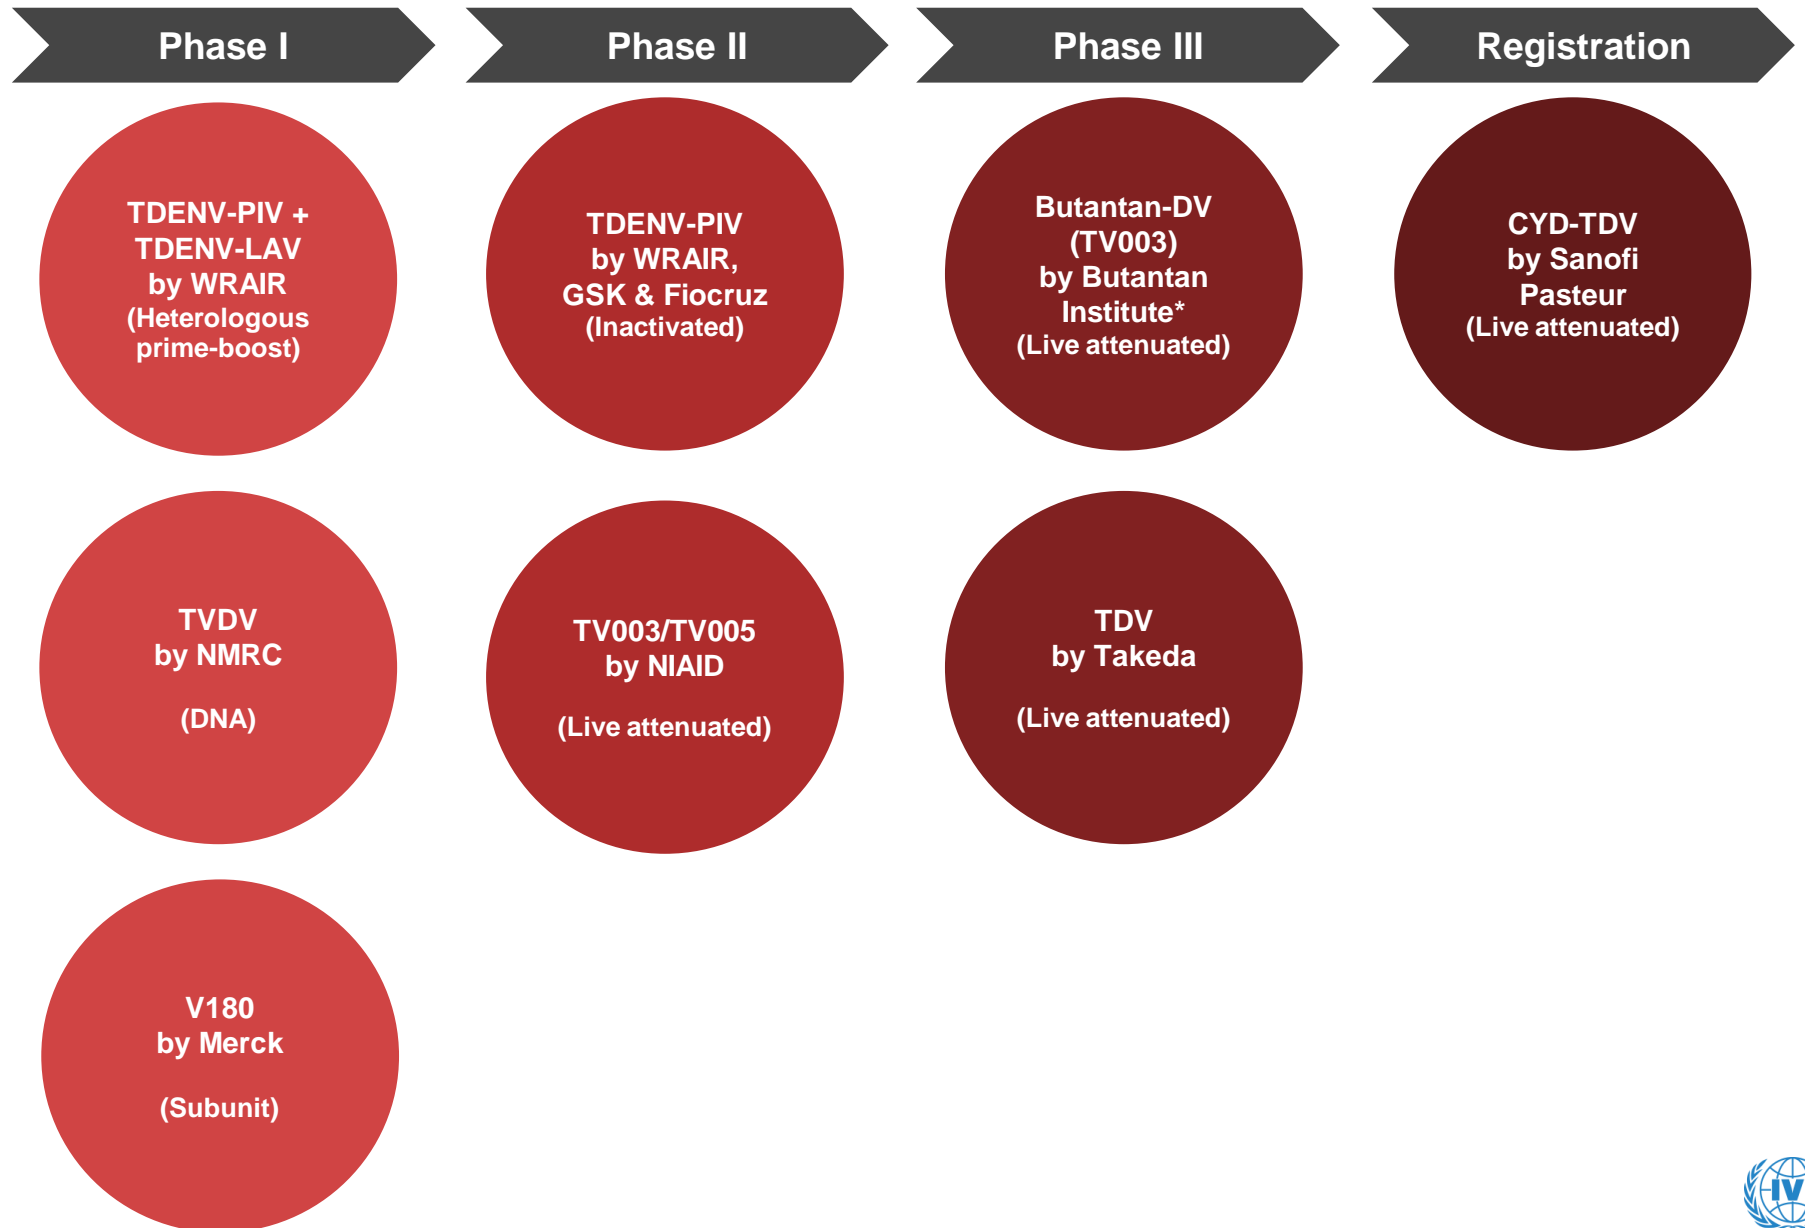 Phase I
Phase II
Phase III
Registration
TDENV-PIV +
TDENV-LAV
by WRAIR
(Heterologous
prime-boost)
TDENV-PIV
by WRAIR,
GSK & Fiocruz
(Inactivated)
Butantan-DV
(TV003)
by Butantan
Institute*
(Live attenuated)
CYD-TDV
by Sanofi
Pasteur
(Live attenuated)
TVDV
by NMRC
(DNA)
TV003/TV005
by NIAID
(Live attenuated)
TDV
by Takeda
(Live attenuated)
V180
by Merck
(Subunit)
IV